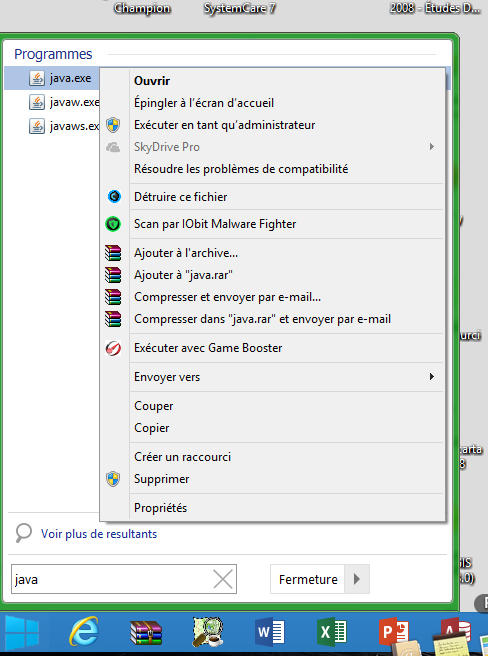 Champion
SystemCare 7
2008 - Études D...
Programmes
java.exe
javaw.exe
javaws.ex
Ouvrir
Épingler à l'écran d'accueil
Exécuter en tant qu'administrateur
SkyDrive Pro
Résoudre les problèmes de compatibilité
Détruire ce fichier
Scan par IObit Malware Fighter
Ajouter à l'archive...
Ajouter à "java.rar"
Compresser et envoyer par e-mail...
Compresser dans "java.rar" et envoyer par e-mail
Exécuter avec Game Booster
Envoyer vers
Couper
Copier
Créer un raccourci
Supprimer
Propriétés
Voir plus de resultants
java
Fermeture